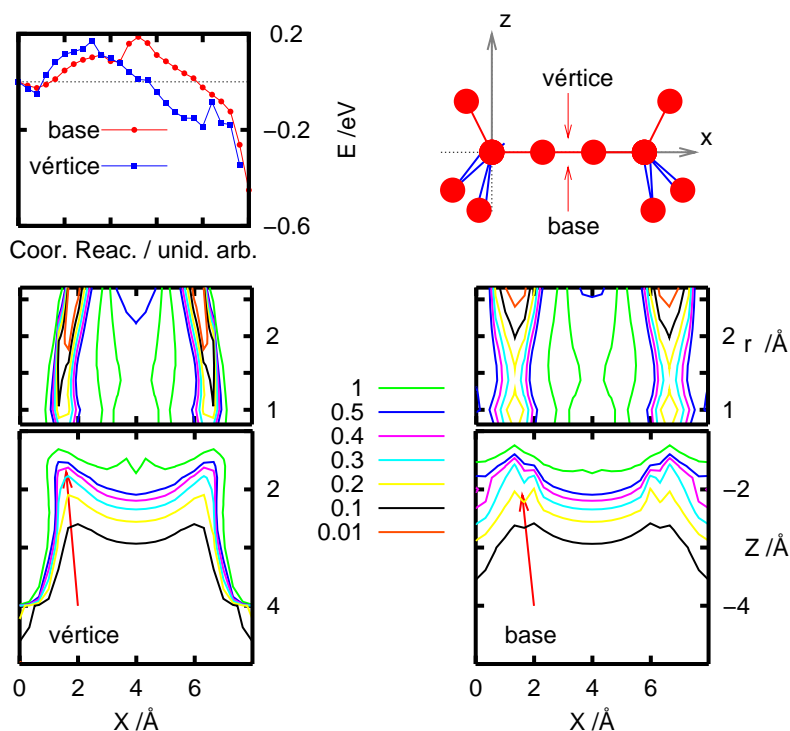 0.2
−0.2
−0.6
E /eV
base
vértice
Coor. Reac. / unid. arb.
z
x
vértice
base
2
1
2
1
r /Å
1
0.5
0.4
0.3
0.2
0.1
0.01
2
4
vértice
0 2 4 6
X /Å
−2
−4
Z /Å
base
0 2 4 6
X /Å